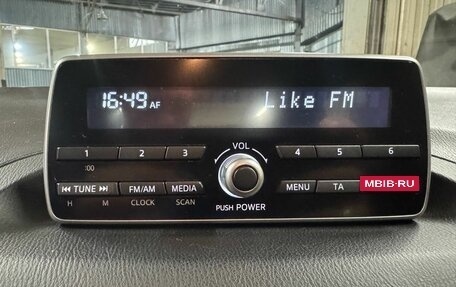 16:49 AF Like FM
1 2 3 VOL 4 5 6
:00
TUNE FM/AM MEDIA MENU TA MBIB-RU
H M CLOCK SCAN PUSH POWER